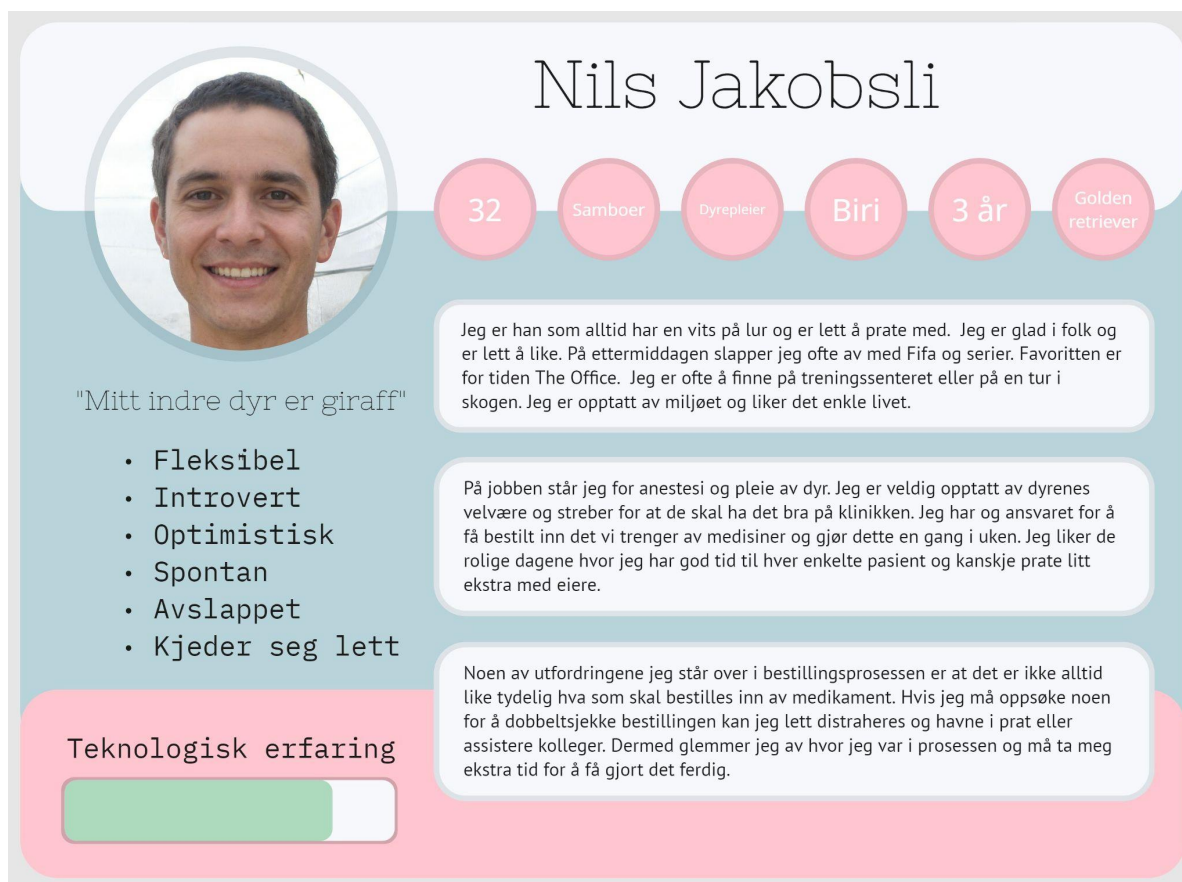 Nils Jakobsli
32
Samboer
Dyrepleier
Biri
3 år
Golden
retriever
"Mitt indre dyr er giraff"
• Fleksibel
• Introvert
• Optimistisk
• Spontan
• Avslappet
• Kjeder seg lett
Teknologisk erfaring
Jeg er han som alltid har en vits på lur og er lett å prate med. Jeg er glad i folk og
er lett å like. På ettermiddagen slapper jeg ofte av med Fifa og serier. Favoritten er
for tiden The Office. Jeg er ofte å finne på treningssenteret eller på en tur i
skogen. Jeg er opptatt av miljøet og liker det enkle livet.
På jobben står jeg for anestesi og pleie av dyr. Jeg er veldig opptatt av dyrenes
velvære og streber for at de skal ha det bra på klinikken. Jeg har og ansvaret for å
få bestilt inn det vi trenger av medisiner og gjør dette en gang i uken. Jeg liker de
rolige dagene hvor jeg har god tid til hver enkelte pasient og kanskje prate litt
ekstra med eiere.
Noen av utfordringene jeg står over i bestillingsprosessen er at det er ikke alltid
like tydelig hva som skal bestilles inn av medikament. Hvis jeg må oppsøke noen
for å dobbeltsjekke bestillingen kan jeg lett distraheres og havne i prat eller
assistere kolleger. Dermed glemmer jeg av hvor jeg var i prosessen og må ta meg
ekstra tid for å få gjort det ferdig.